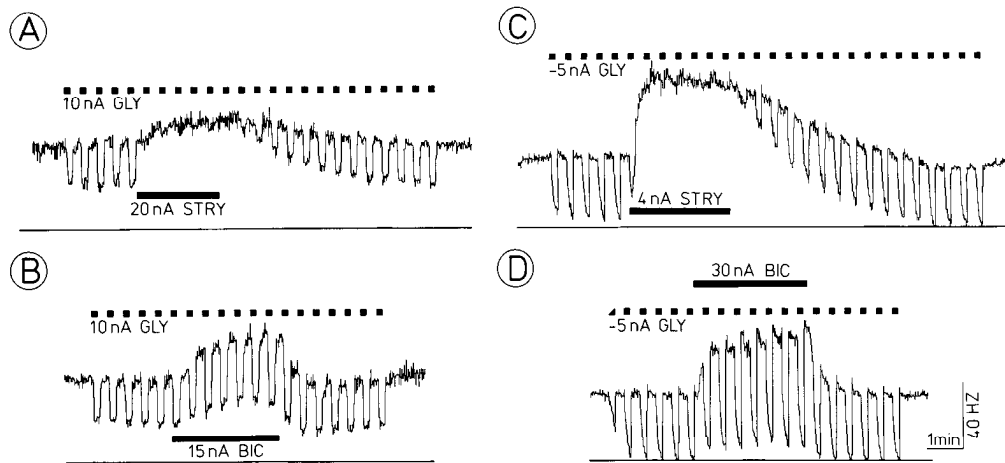 A
10 nA GLY
20 nA STRY
B
10 nA GLY
15 nA BIC
C
-5 nA GLY
4 nA STRY
D
30 nA BIC
-5 nA GLY
1min
40 HZ